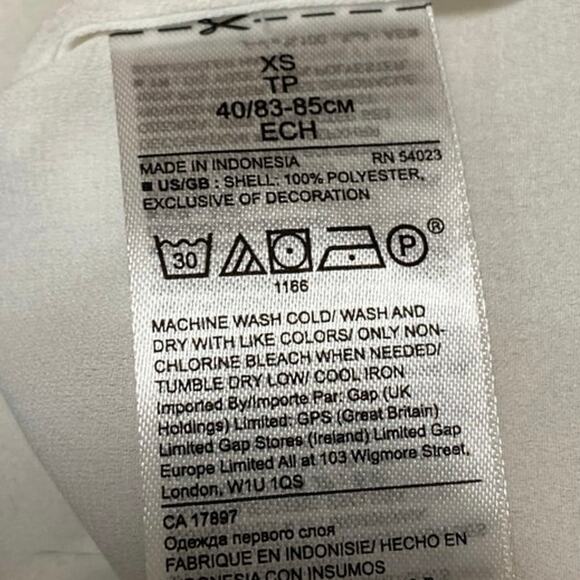 XS
TP
40/83-85CM
ECH
MADE IN INDONESIA RN 54023
■ US/GB : SHELL: 100% POLYESTER,
EXCLUSIVE OF DECORATION
30 P ®
1166
MACHINE WASH COLD/ WASH AND
DRY WITH LIKE COLORS/ ONLY NON-
CHLORINE BLEACH WHEN NEEDED/
TUMBLE DRY LOW/ COOL IRON
Imported By/Importe Par: Gap (UK
Holdings) Limited: GPS (Great Britain)
Limited Gap Stores (Ireland) Limited Gap
Europe Limited All at 103 Wigmore Street,
London, W1U 1QS
CA 17897
Одежда первого слоя
FABRIQUE EN INDONISIE/ HECHO EN
INDONESIA CON INSUMOS